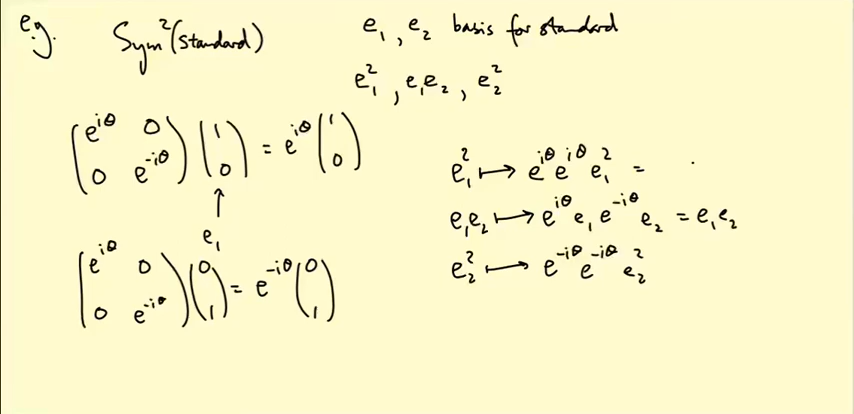 e.g. Sym²(Standard) e₁, e₂ basis for standard
e₁², e₁e₂, e₂²
(e^{iθ} 0; 0 e^{-iθ}) (1; 0) = e^{iθ} (1; 0)
↑
e₁
(e^{iθ} 0; 0 e^{-iθ}) (0; 1) = e^{-iθ} (0; 1)
e₁² ↦ e^{iθ} e^{iθ} e₁² =
e₁e₂ ↦ e^{iθ} e₁ e^{-iθ} e₂ = e₁e₂
e₂² ↦ e^{-iθ} e^{-iθ} e₂²